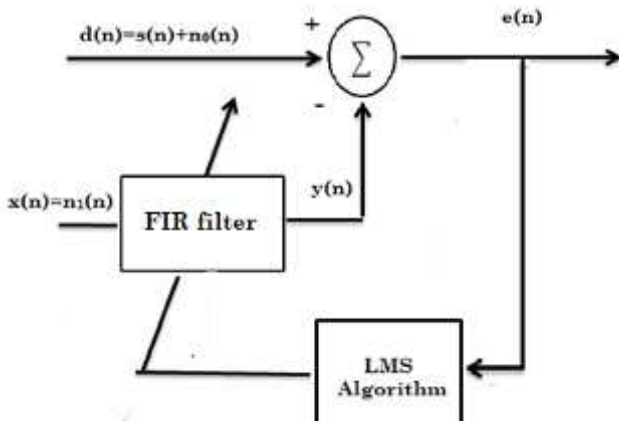 d(n)=s(n)+n₀(n)
+
e(n)
∑
-
x(n)=n₁(n)
FIR filter
y(n)
LMS
Algorithm